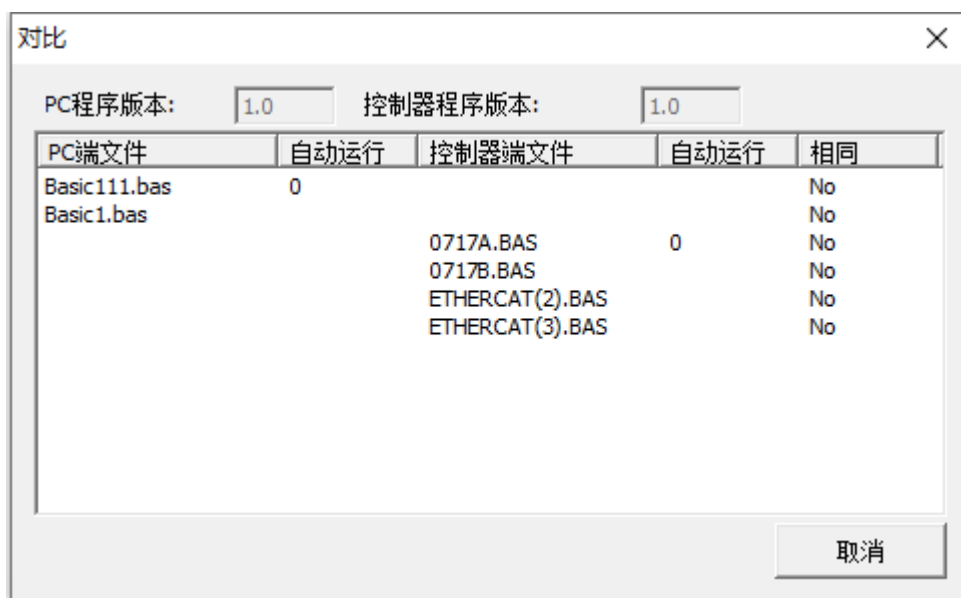 对比
PC程序版本: 1.0 控制器程序版本: 1.0
PC端文件 自动运行 控制器端文件 自动运行 相同
Basic111.bas 0 No
Basic1.bas No
0717A.BAS 0 No
0717B.BAS No
ETHERCAT(2).BAS No
ETHERCAT(3).BAS No
取消